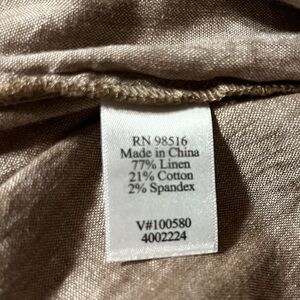 RN 98516
Made in China
77% Linen
21% Cotton
2% Spandex
V#100580
4002224